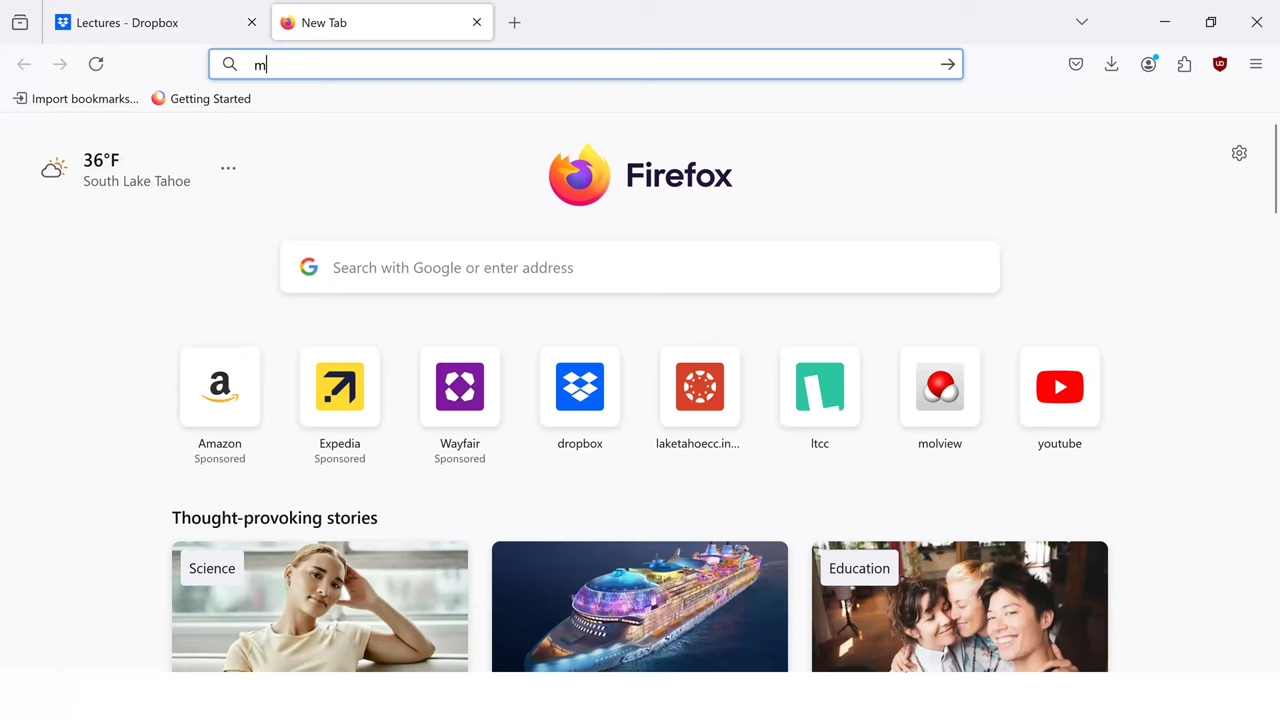 Lectures - Dropbox
New Tab
m
Import bookmarks...
Getting Started
36°F
South Lake Tahoe
Firefox
Search with Google or enter address
a
Amazon
Sponsored
Expedia
Sponsored
Wayfair
Sponsored
dropbox
laketahoecc.in...
ltcc
molview
youtube
Thought-provoking stories
Science
Education